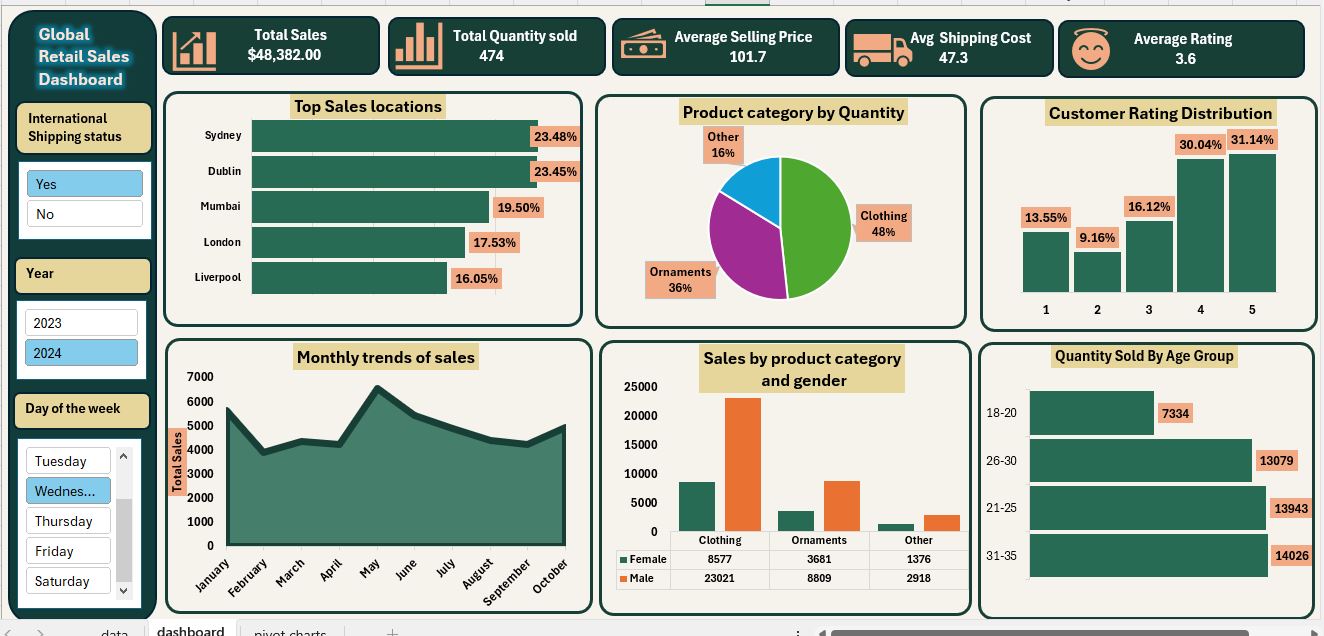 Global
Retail Sales
Dashboard
Total Sales
$48,382.00
Total Quantity sold
474
Average Selling Price
101.7
Avg Shipping Cost
47.3
Average Rating
3.6
International
Shipping status
Yes
No
Year
2023
2024
Day of the week
Tuesday
Wednes...
Thursday
Friday
Saturday
Top Sales locations
Sydney 23.48%
Dublin 23.45%
Mumbai 19.50%
London 17.53%
Liverpool 16.05%
Product category by Quantity
Other
16%
Clothing
48%
Ornaments
36%
Customer Rating Distribution
13.55% 9.16% 16.12% 30.04% 31.14%
1 2 3 4 5
Monthly trends of sales
Total Sales
7000
6000
5000
4000
3000
2000
1000
0
January February March April May June July August September October
Sales by product category
and gender
25000
20000
15000
10000
5000
0
Clothing Ornaments Other
Female 8577 3681 1376
Male 23021 8809 2918
Quantity Sold By Age Group
18-20 7334
26-30 13079
21-25 13943
31-35 14026
data dashboard pivot charts